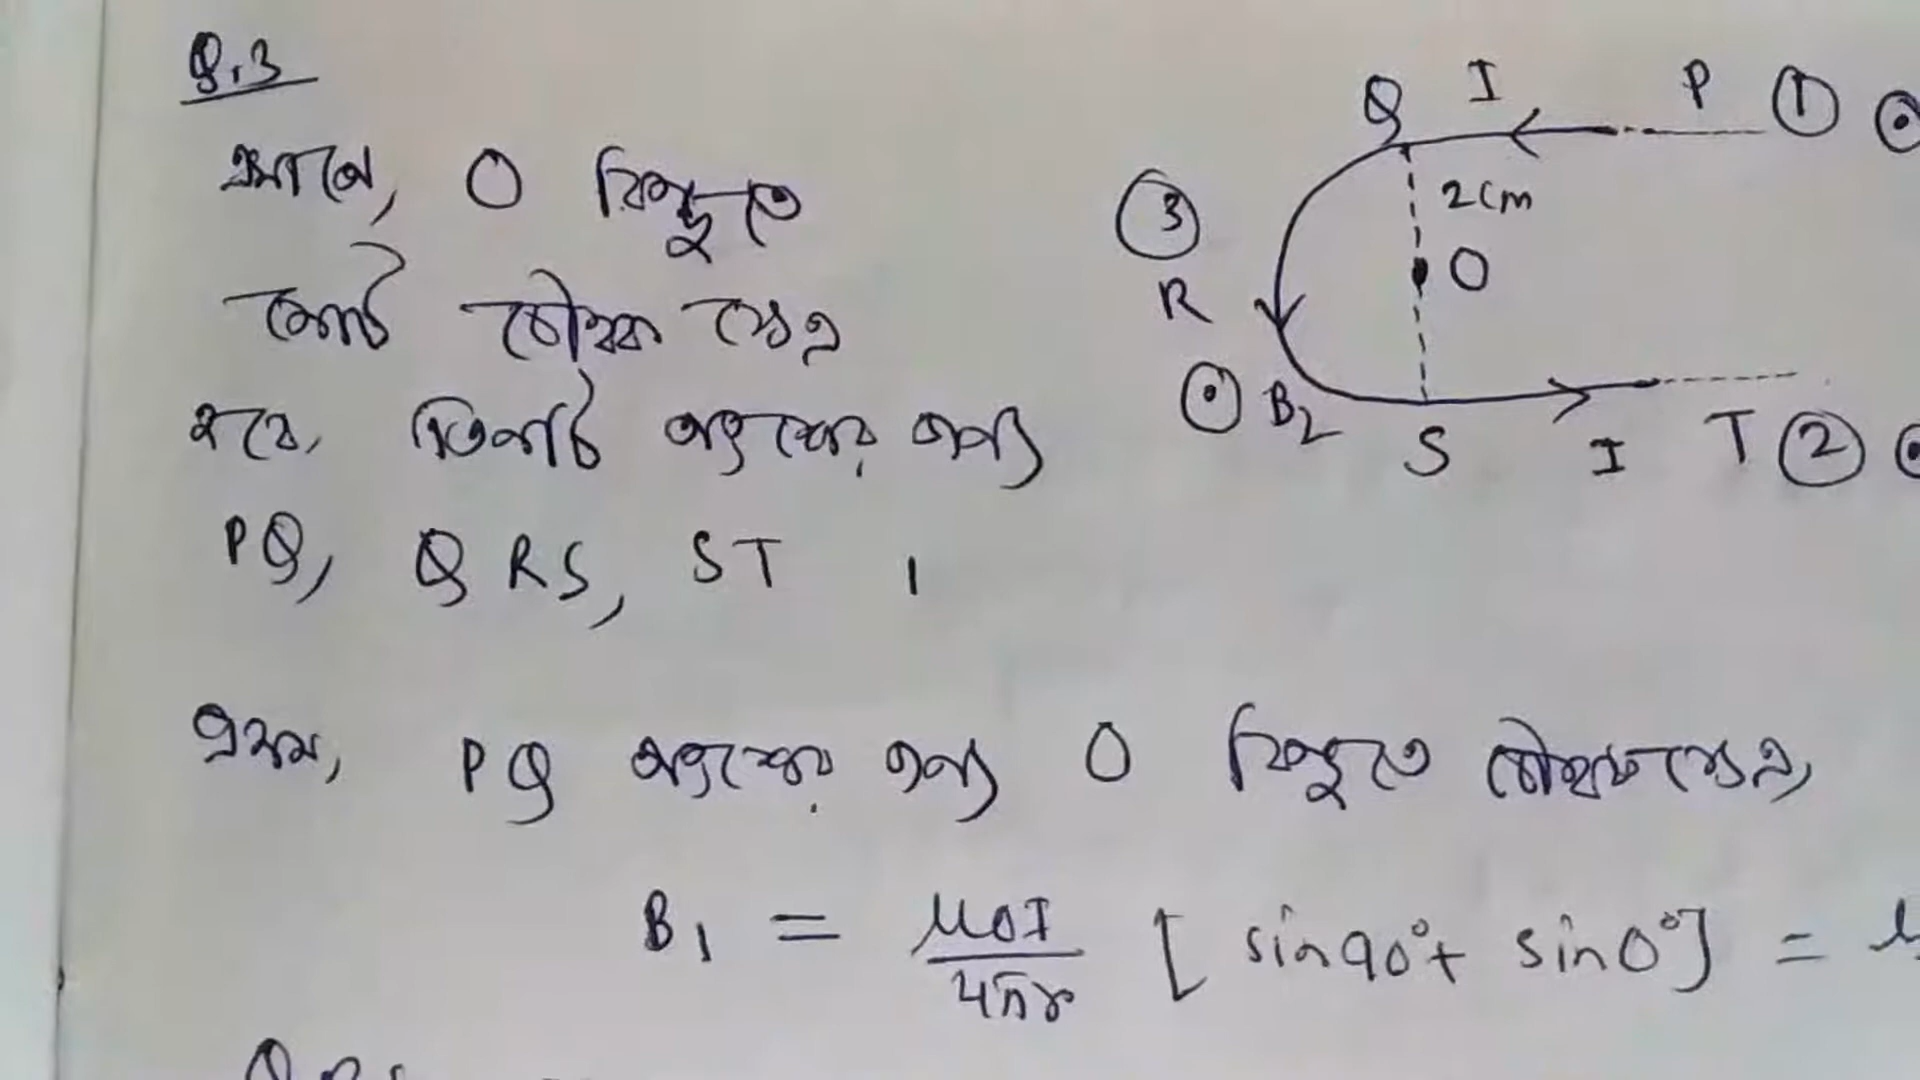 Q.3
এখানে, O বিন্দুতে
মোট চৌম্বক ক্ষেত্র
হবে, তিনটি অংশের জন্য
PQ, QRS, ST ।
Q I P 1
2cm
3
O
R
B2
S I T 2
প্রথম, PQ অংশের জন্য O বিন্দুতে চৌম্বকক্ষেত্র,
B1 = μ0I/4πr [sin90°+ sin0°] =